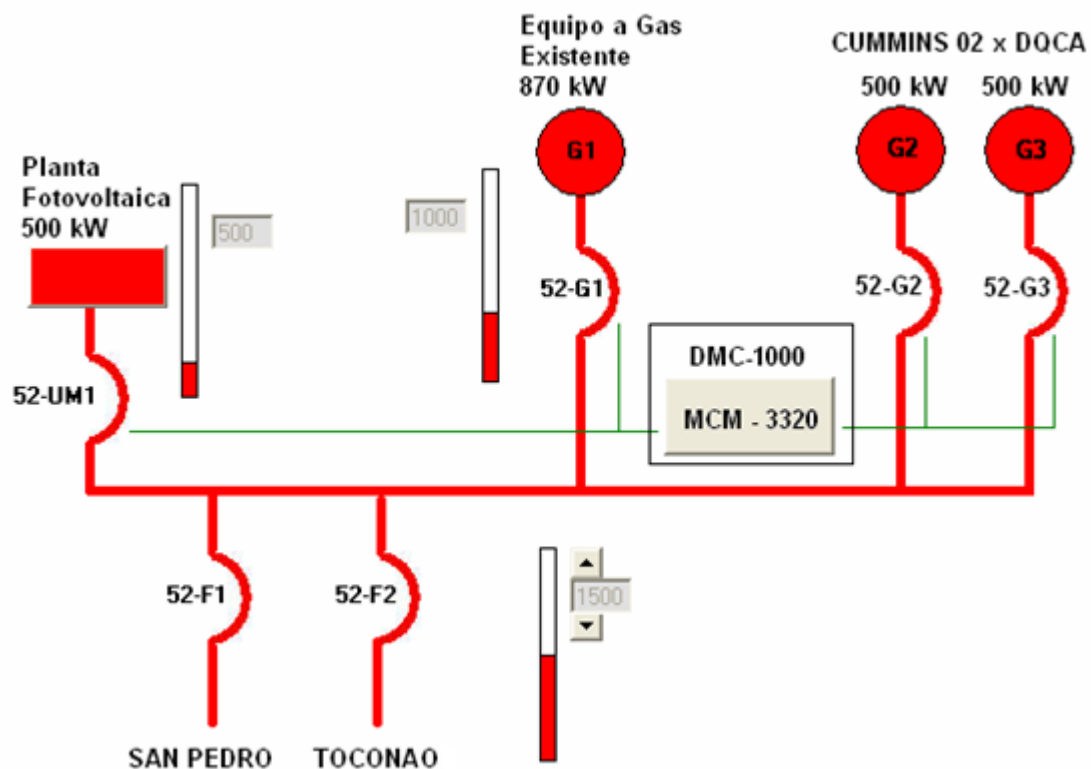 Equipo a Gas
Existente
870 kW
CUMMINS 02 x DQCA
500 kW
500 kW
G1
G2
G3
Planta
Fotovoltaica
500 kW
500
1000
52-G1
52-G2
52-G3
DMC-1000
MCM - 3320
52-UM1
52-F1
52-F2
1500
SAN PEDRO
TOCONAO